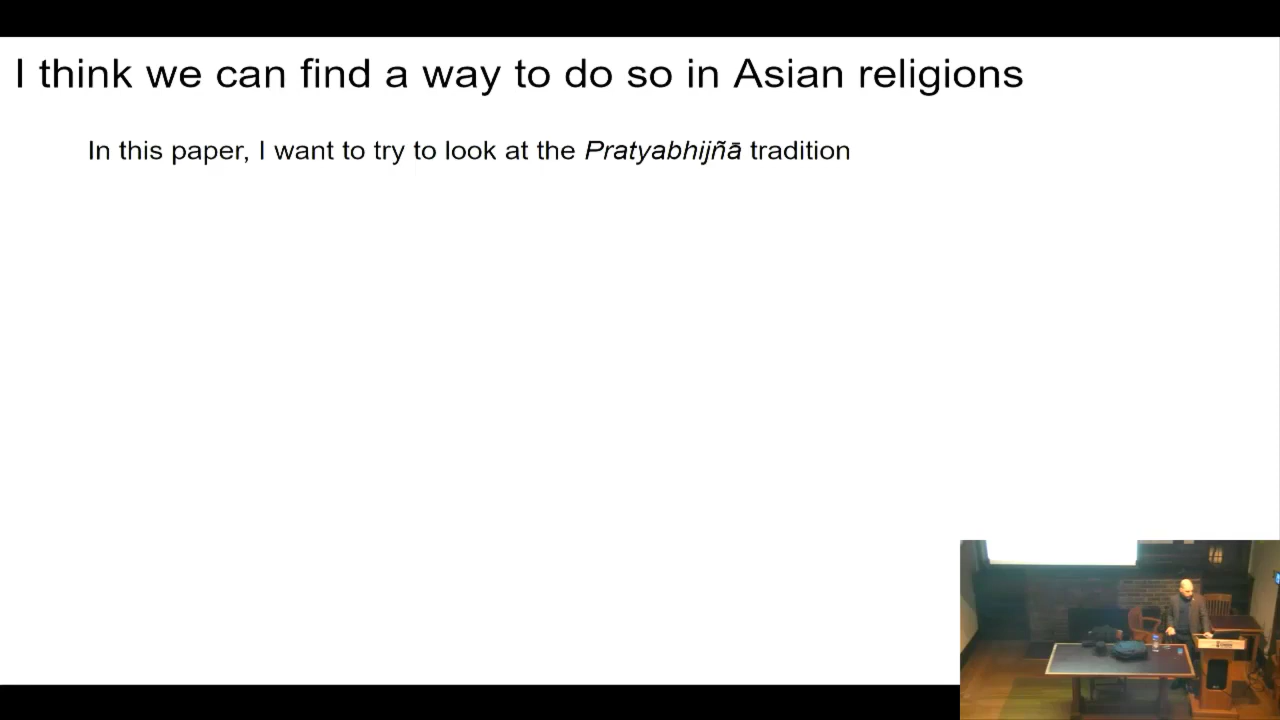 I think we can find a way to do so in Asian religions
In this paper, I want to try to look at the Pratyabhijñā tradition